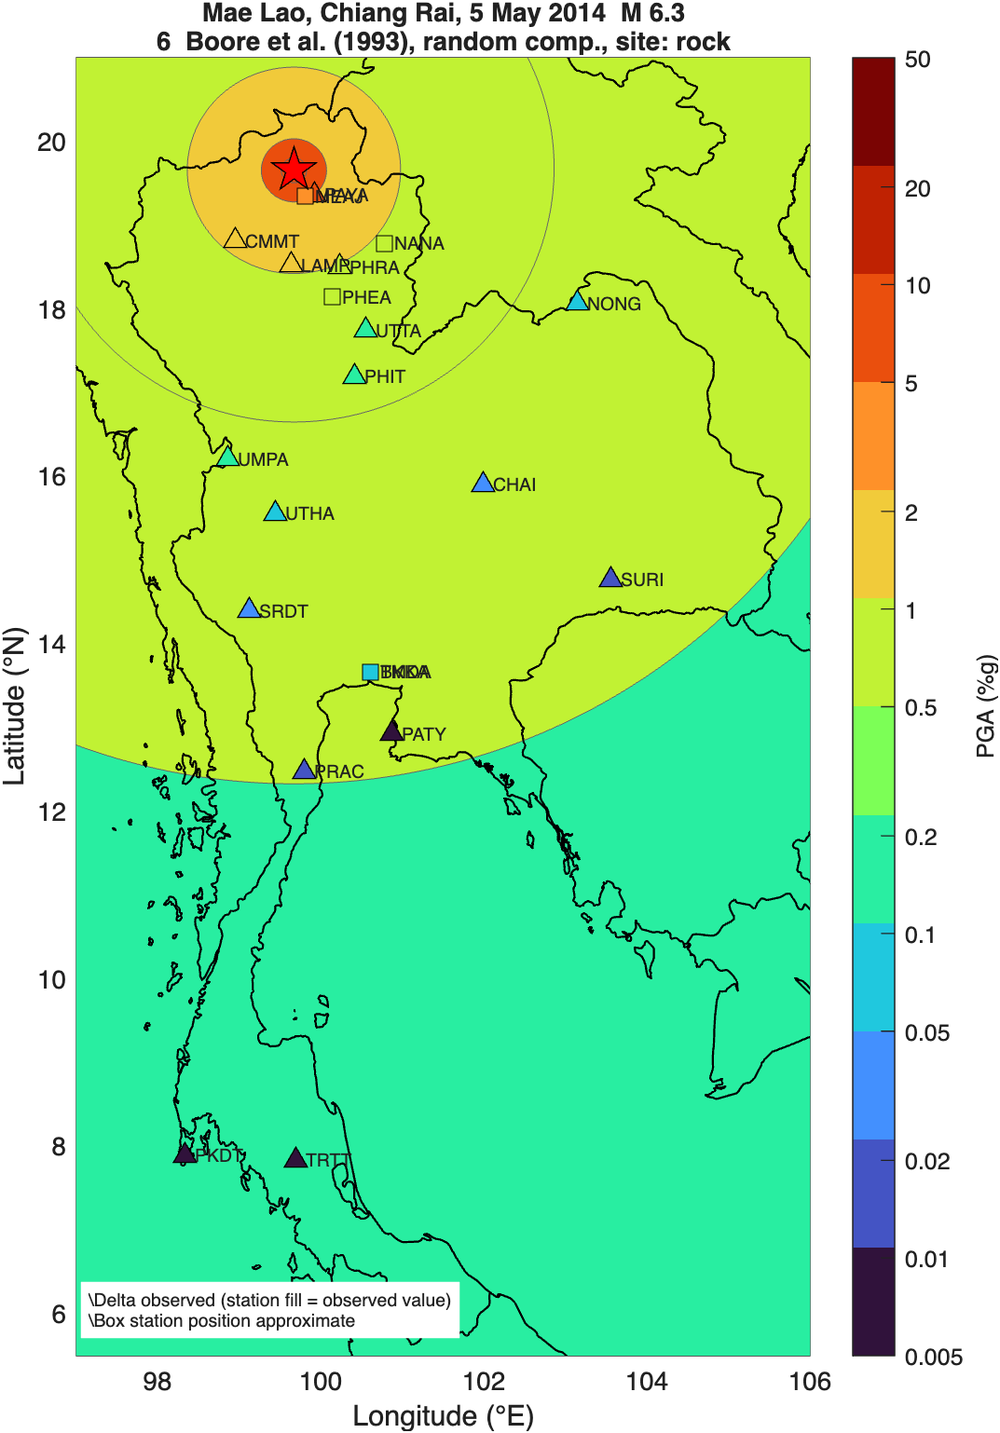 Mae Lao, Chiang Rai, 5 May 2014 M 6.3
6 Boore et al. (1993), random comp., site: rock
50
20
10
5
2
1
0.5
0.2
0.1
0.05
0.02
0.01
0.005
PGA (%g)
20
18
16
14
12
10
8
6
Latitude (°N)
PAYA
CMMT
NANA
LAMP
PHRA
PHEA
NONG
UTTA
PHIT
UMPA
CHAI
UTHA
SURI
SRDT
PATY
PRAC
PKDT
TRTT
\Delta observed (station fill = observed value)
\Box station position approximate
98
100
102
104
106
Longitude (°E)